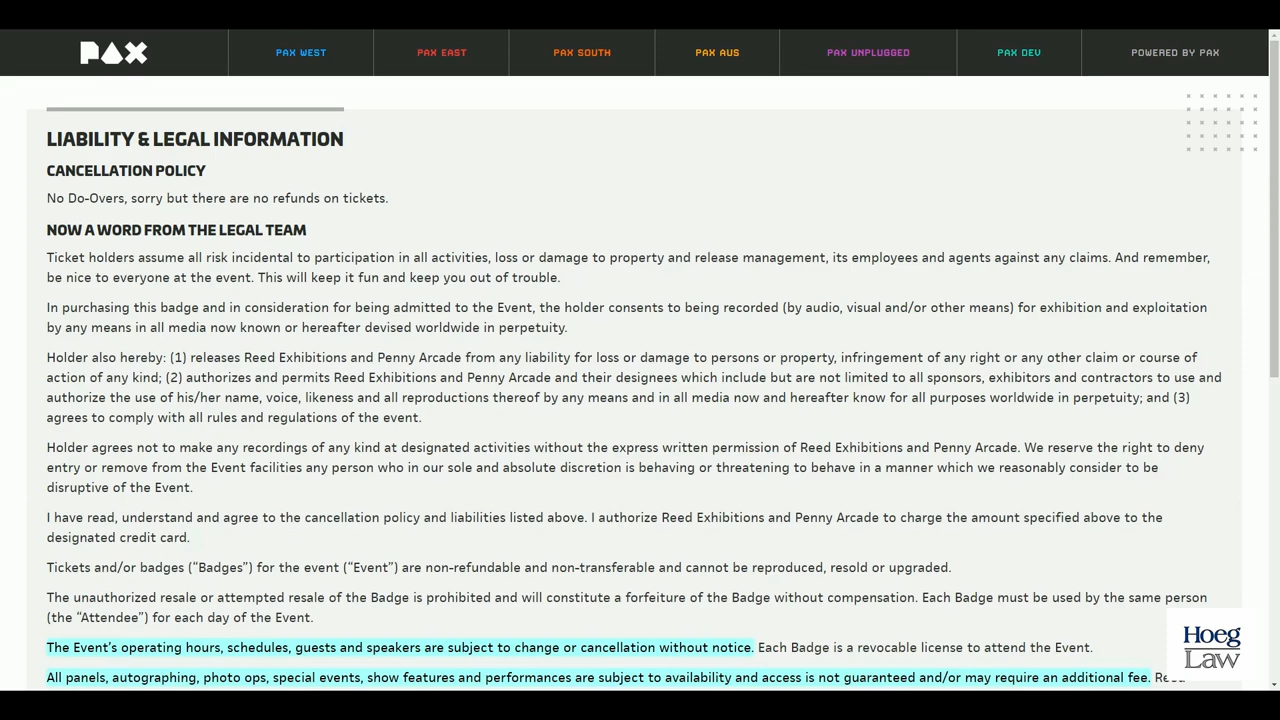 PAX
PAX WEST
PAX EAST
PAX SOUTH
PAX AUS
PAX UNPLUGGED
PAX DEV
POWERED BY PAX
LIABILITY & LEGAL INFORMATION
CANCELLATION POLICY
No Do-Overs, sorry but there are no refunds on tickets.
NOW A WORD FROM THE LEGAL TEAM
Ticket holders assume all risk incidental to participation in all activities, loss or damage to property and release management, its employees and agents against any claims. And remember,
be nice to everyone at the event. This will keep it fun and keep you out of trouble.
In purchasing this badge and in consideration for being admitted to the Event, the holder consents to being recorded (by audio, visual and/or other means) for exhibition and exploitation
by any means in all media now known or hereafter devised worldwide in perpetuity.
Holder also hereby: (1) releases Reed Exhibitions and Penny Arcade from any liability for loss or damage to persons or property, infringement of any right or any other claim or course of
action of any kind; (2) authorizes and permits Reed Exhibitions and Penny Arcade and their designees which include but are not limited to all sponsors, exhibitors and contractors to use and
authorize the use of his/her name, voice, likeness and all reproductions thereof by any means and in all media now and hereafter know for all purposes worldwide in perpetuity; and (3)
agrees to comply with all rules and regulations of the event.
Holder agrees not to make any recordings of any kind at designated activities without the express written permission of Reed Exhibitions and Penny Arcade. We reserve the right to deny
entry or remove from the Event facilities any person who in our sole and absolute discretion is behaving or threatening to behave in a manner which we reasonably consider to be
disruptive of the Event.
I have read, understand and agree to the cancellation policy and liabilities listed above. I authorize Reed Exhibitions and Penny Arcade to charge the amount specified above to the
designated credit card.
Tickets and/or badges (“Badges”) for the event (“Event”) are non-refundable and non-transferable and cannot be reproduced, resold or upgraded.
The unauthorized resale or attempted resale of the Badge is prohibited and will constitute a forfeiture of the Badge without compensation. Each Badge must be used by the same person
(the “Attendee”) for each day of the Event.
The Event’s operating hours, schedules, guests and speakers are subject to change or cancellation without notice. Each Badge is a revocable license to attend the Event.
All panels, autographing, photo ops, special events, show features and performances are subject to availability and access is not guaranteed and/or may require an additional fee.
Hoeg
Law